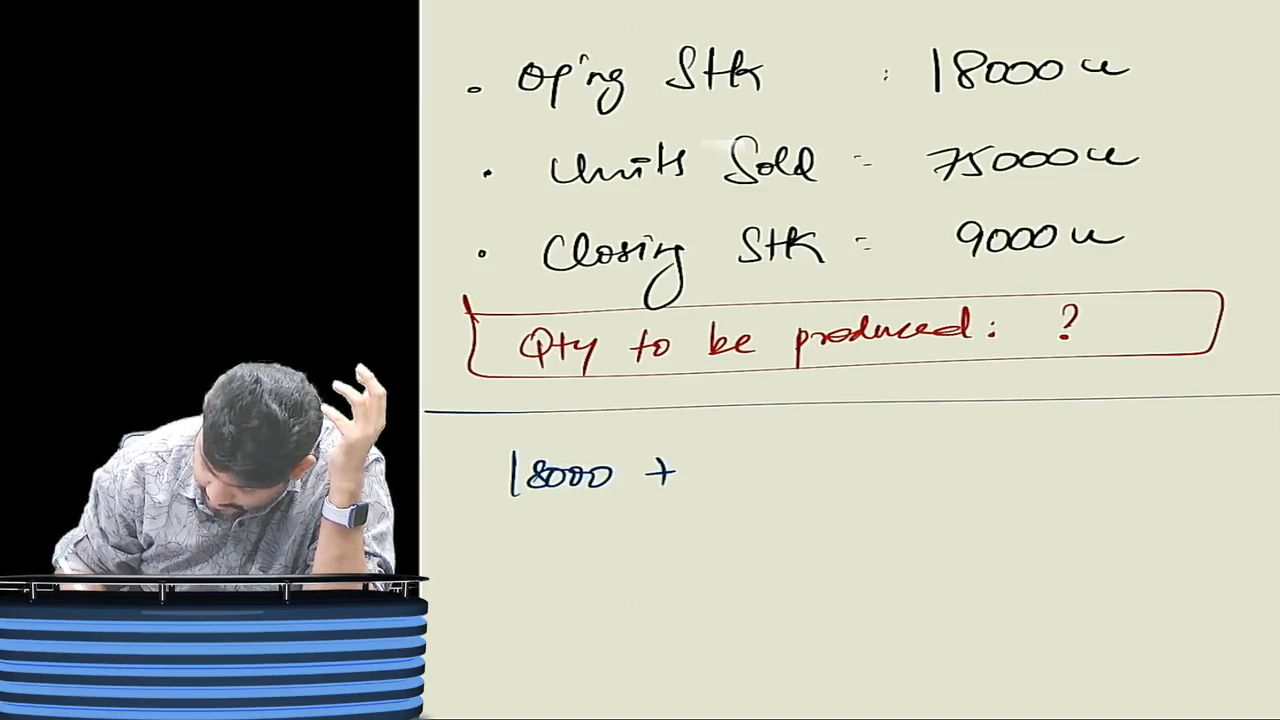 • Op'ng Stk : 18000 u
• Units Sold = 75000 u
• Closing Stk = 9000 u
Qty to be produced : ?
18000 +